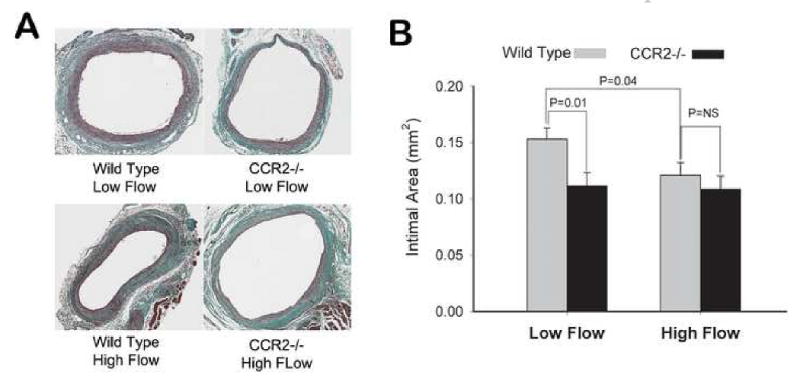 A
Wild Type
Low Flow
CCR2-/-
Low Flow
Wild Type
High Flow
CCR2-/-
High FLow
B
Wild Type
CCR2-/-
P=0.04
P=0.01
P=NS
Intimal Area (mm²)
0.20
0.15
0.10
0.05
0.00
Low Flow
High Flow